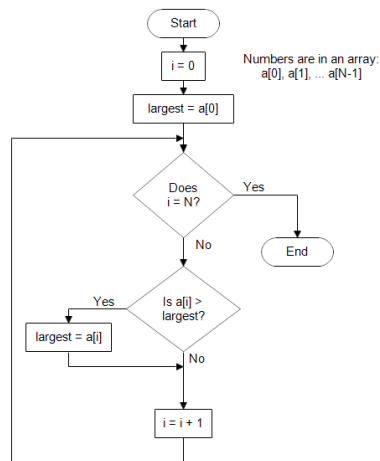 Start
i = 0
Numbers are in an array:
a[0], a[1], ... a[N-1]
largest = a[0]
Does
i = N?
Yes
No
End
Is a[i] >
largest?
Yes
largest = a[i]
No
i = i + 1